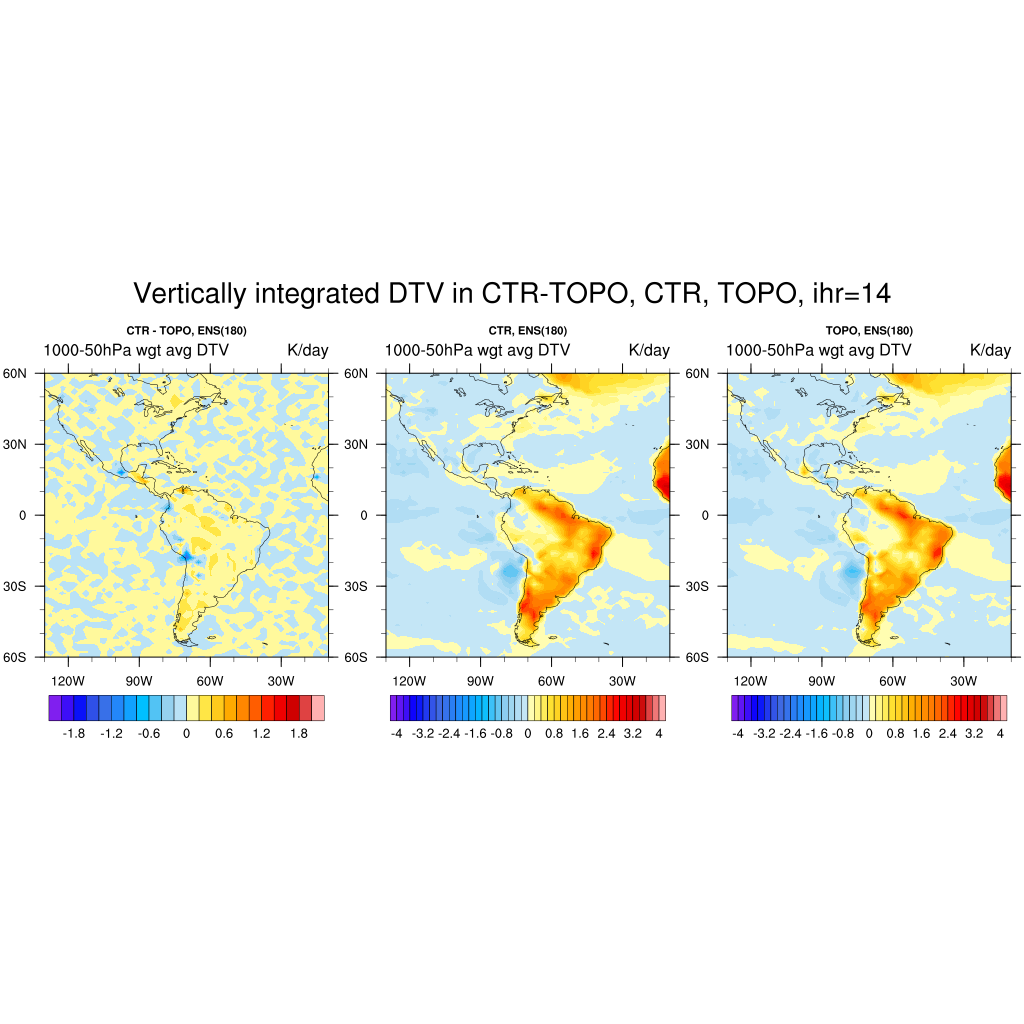 Vertically integrated DTV in CTR-TOPO, CTR, TOPO, ihr=14
CTR - TOPO, ENS(180)
1000-50hPa wgt avg DTV K/day
60N
30N
0
30S
60S
120W 90W 60W 30W
-1.8 -1.2 -0.6 0 0.6 1.2 1.8
CTR, ENS(180)
1000-50hPa wgt avg DTV K/day
60N
30N
0
30S
60S
120W 90W 60W 30W
-4 -3.2 -2.4 -1.6 -0.8 0 0.8 1.6 2.4 3.2 4
TOPO, ENS(180)
1000-50hPa wgt avg DTV K/day
60N
30N
0
30S
60S
120W 90W 60W 30W
-4 -3.2 -2.4 -1.6 -0.8 0 0.8 1.6 2.4 3.2 4